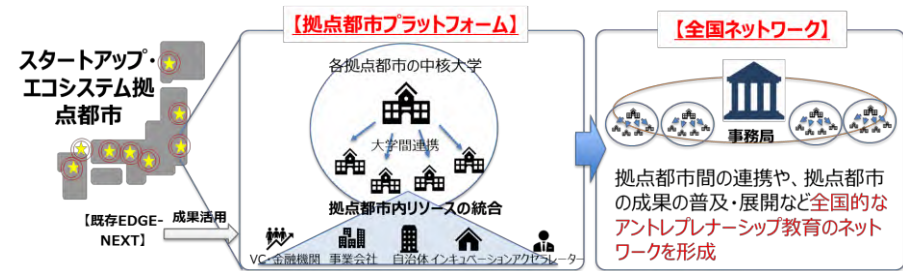 スタートアップ・
エコシステム拠
点都市
【既存EDGE-
NEXT】
成果活用
【拠点都市プラットフォーム】
各拠点都市の中核大学
大学間連携
拠点都市内リソースの統合
VC・金融機関 事業会社 自治体 インキュベーション アクセラレーター
【全国ネットワーク】
事務局
拠点都市間の連携や、拠点都市
の成果の普及・展開など全国的な
アントレプレナーシップ教育のネット
ワークを形成